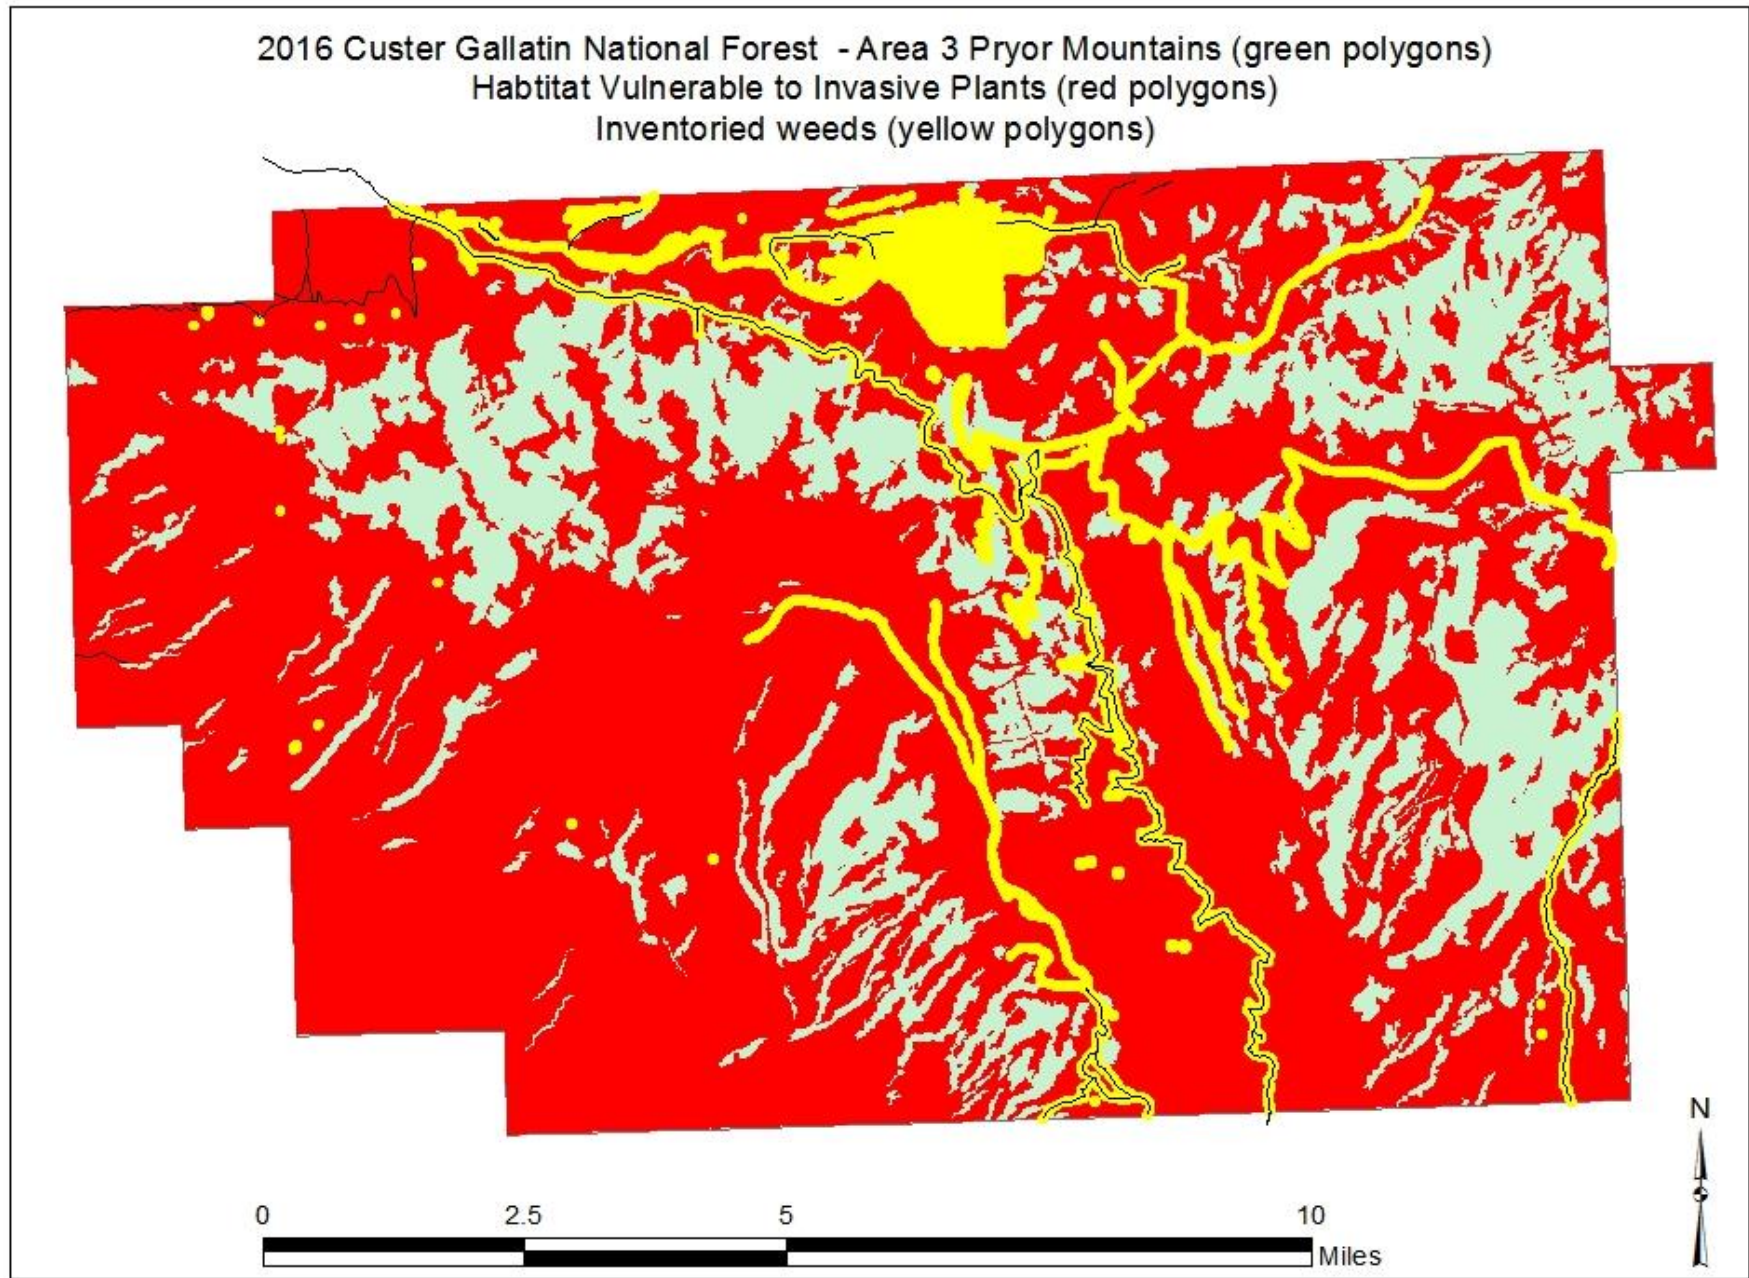 2016 Custer Gallatin National Forest - Area 3 Pryor Mountains (green polygons)
Habtitat Vulnerable to Invasive Plants (red polygons)
Inventoried weeds (yellow polygons)
N
0 2.5 5 10
Miles